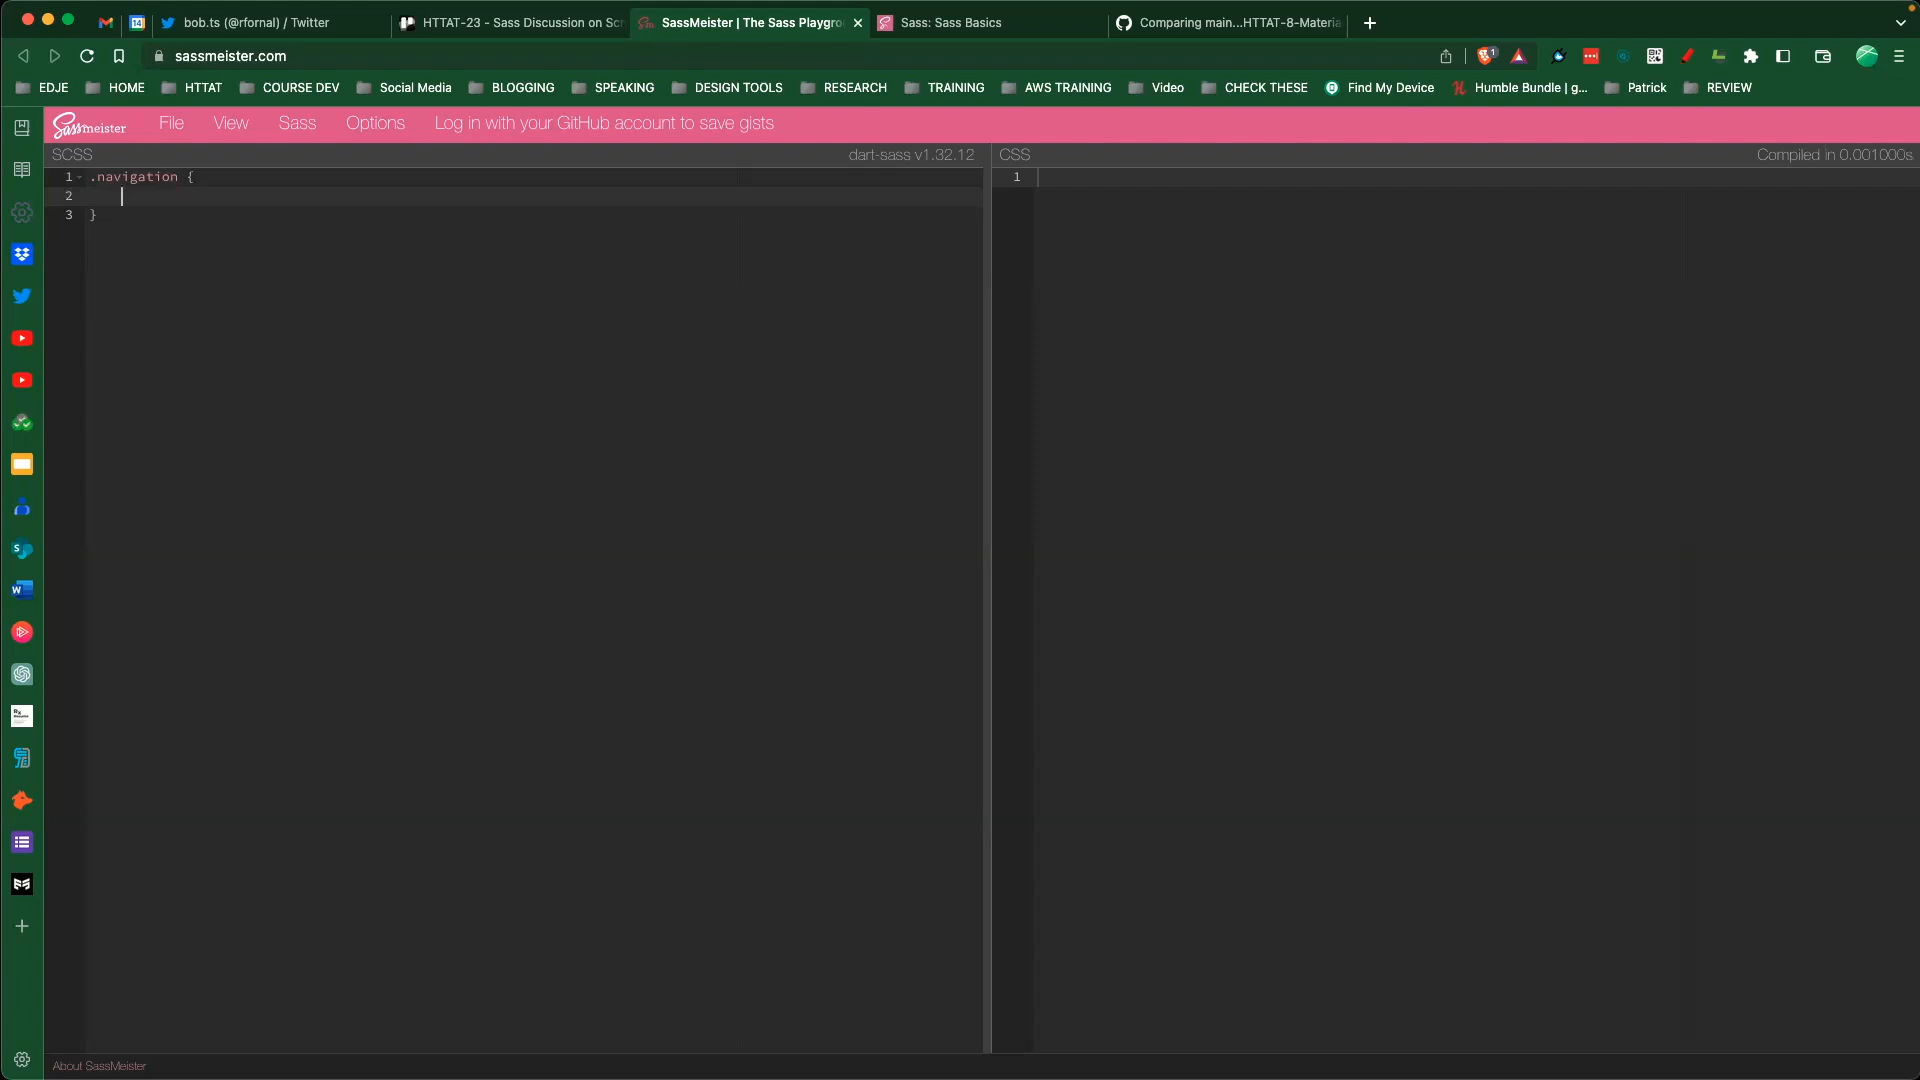 bob.ts (@rfornal) / Twitter
HTTAT-23 - Sass Discussion on Scr
SassMeister | The Sass Playgro
Sass: Sass Basics
Comparing main...HTTAT-8-Materia
sassmeister.com
EDJE
HOME
HTTAT
COURSE DEV
Social Media
BLOGGING
SPEAKING
DESIGN TOOLS
RESEARCH
TRAINING
AWS TRAINING
Video
CHECK THESE
Find My Device
Humble Bundle | g...
Patrick
REVIEW
Sassmeister
File
View
Sass
Options
Log in with your GitHub account to save gists
SCSS
dart-sass v1.32.12
CSS
Compiled in 0.001000s.
1 .navigation {
2
3 }
1
About SassMeister